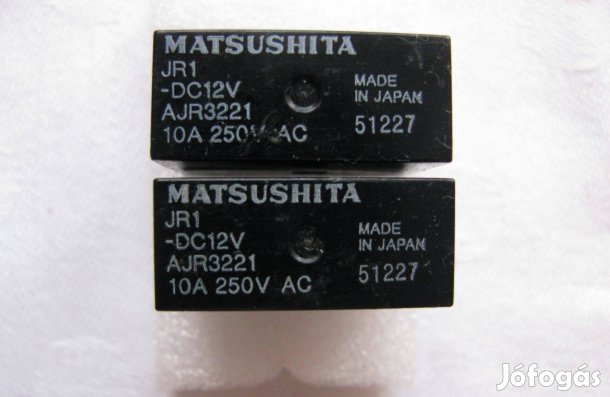 MATSUSHITA
JR1
-DC12V
AJR3221
10A 250V AC
MADE
IN JAPAN
51227
MATSUSHITA
JR1
-DC12V
AJR3221
10A 250V AC
MADE
IN JAPAN
51227
Jófogás